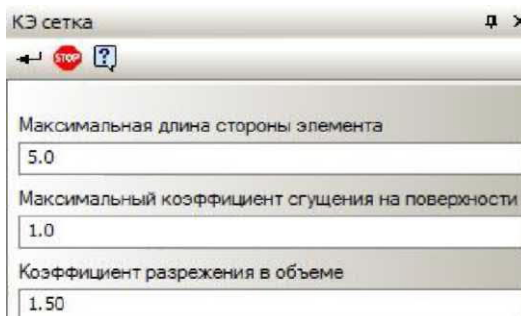 КЭ сетка
STOP ?
Максимальная длина стороны элемента
5.0
Максимальный коэффициент сгущения на поверхности
1.0
Коэффициент разрежения в объеме
1.50